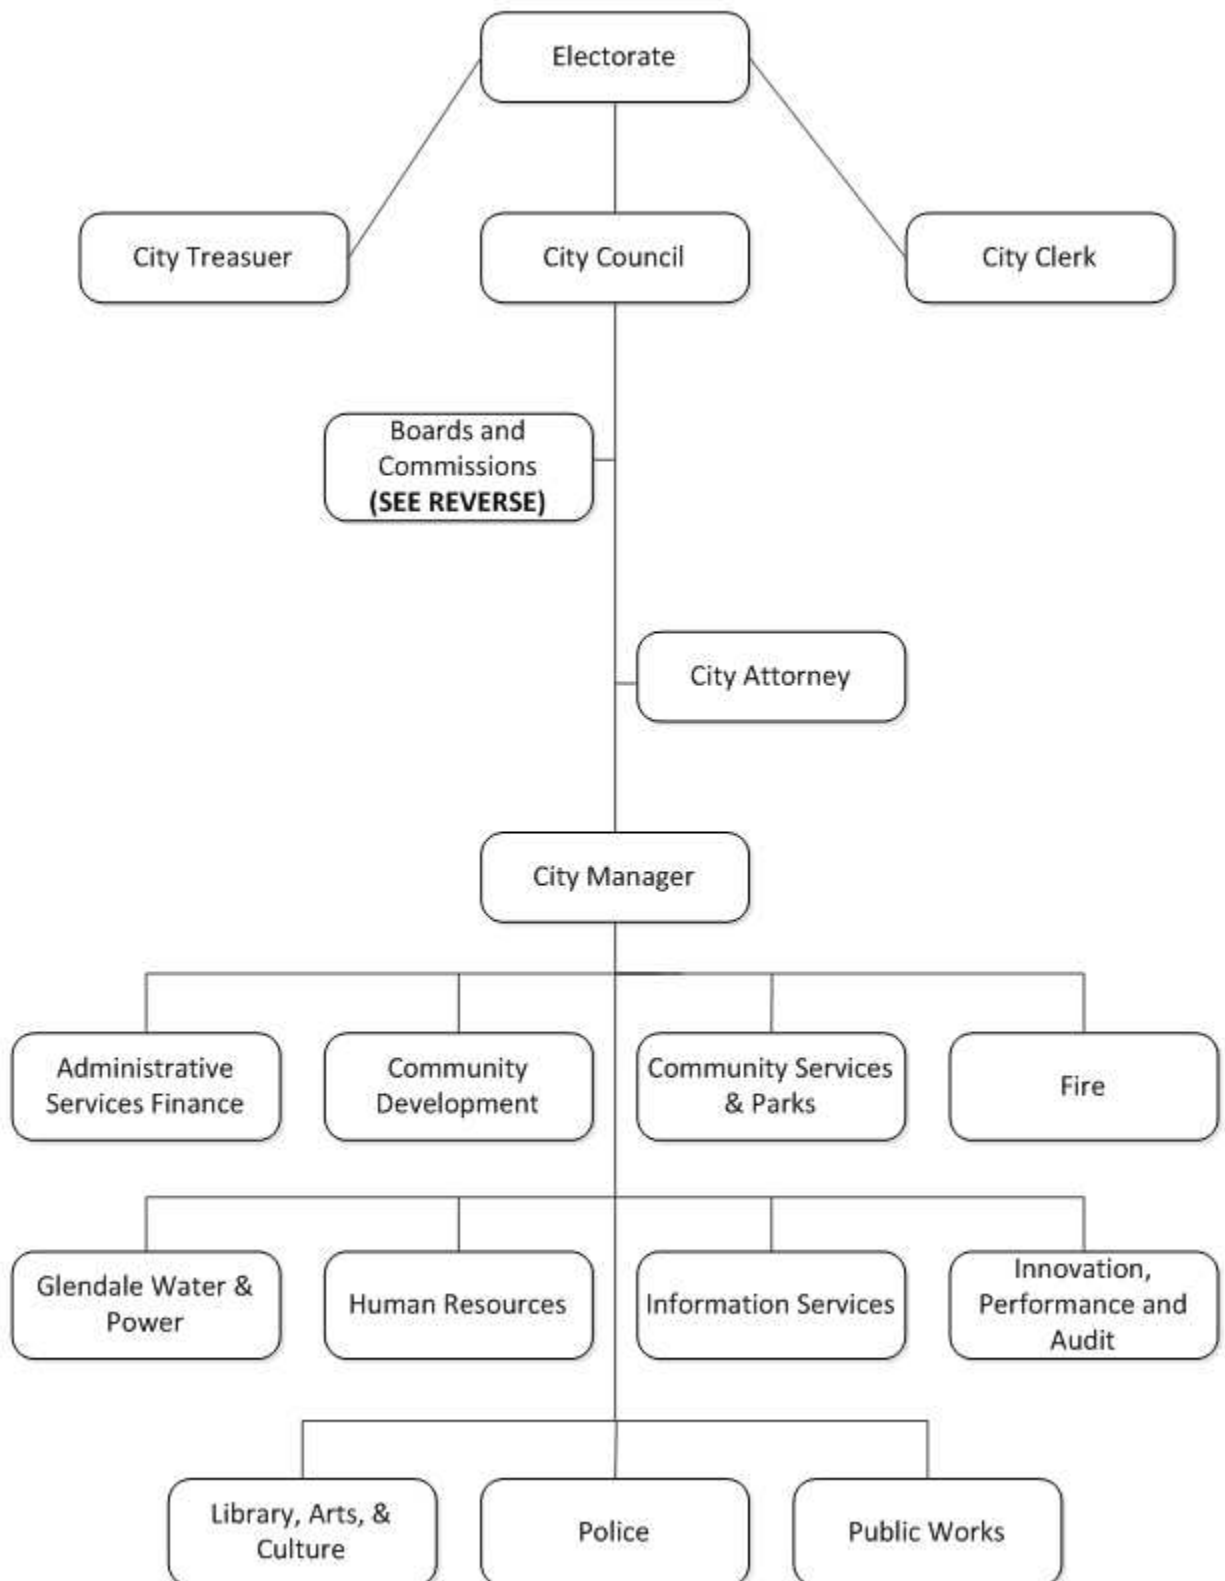 Electorate
City Treasuer
City Council
City Clerk
Boards and
Commissions
(SEE REVERSE)
City Attorney
City Manager
Administrative
Services Finance
Community
Development
Community Services
& Parks
Fire
Glendale Water &
Power
Human Resources
Information Services
Innovation,
Performance and
Audit
Library, Arts, &
Culture
Police
Public Works